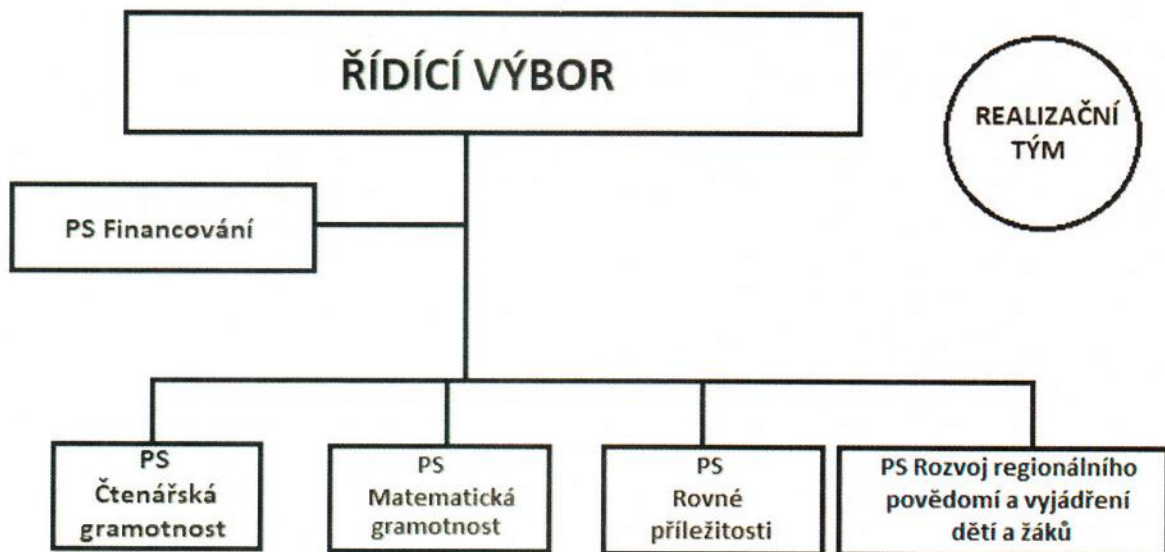 ŘÍDÍCÍ VÝBOR
REALIZAČNÍ
TÝM
PS Financování
PS
Čtenářská
gramotnost
PS
Matematická
gramotnost
PS
Rovné
příležitosti
PS Rozvoj regionálního
povědomí a vyjádření
dětí a žáků